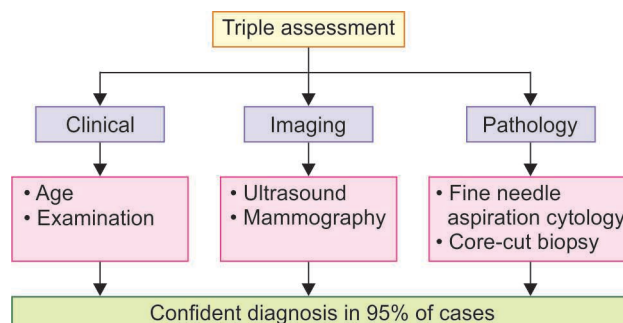 Triple assessment
Clinical
Imaging
Pathology
• Age
• Examination
• Ultrasound
• Mammography
• Fine needle
aspiration cytology
• Core-cut biopsy
Confident diagnosis in 95% of cases